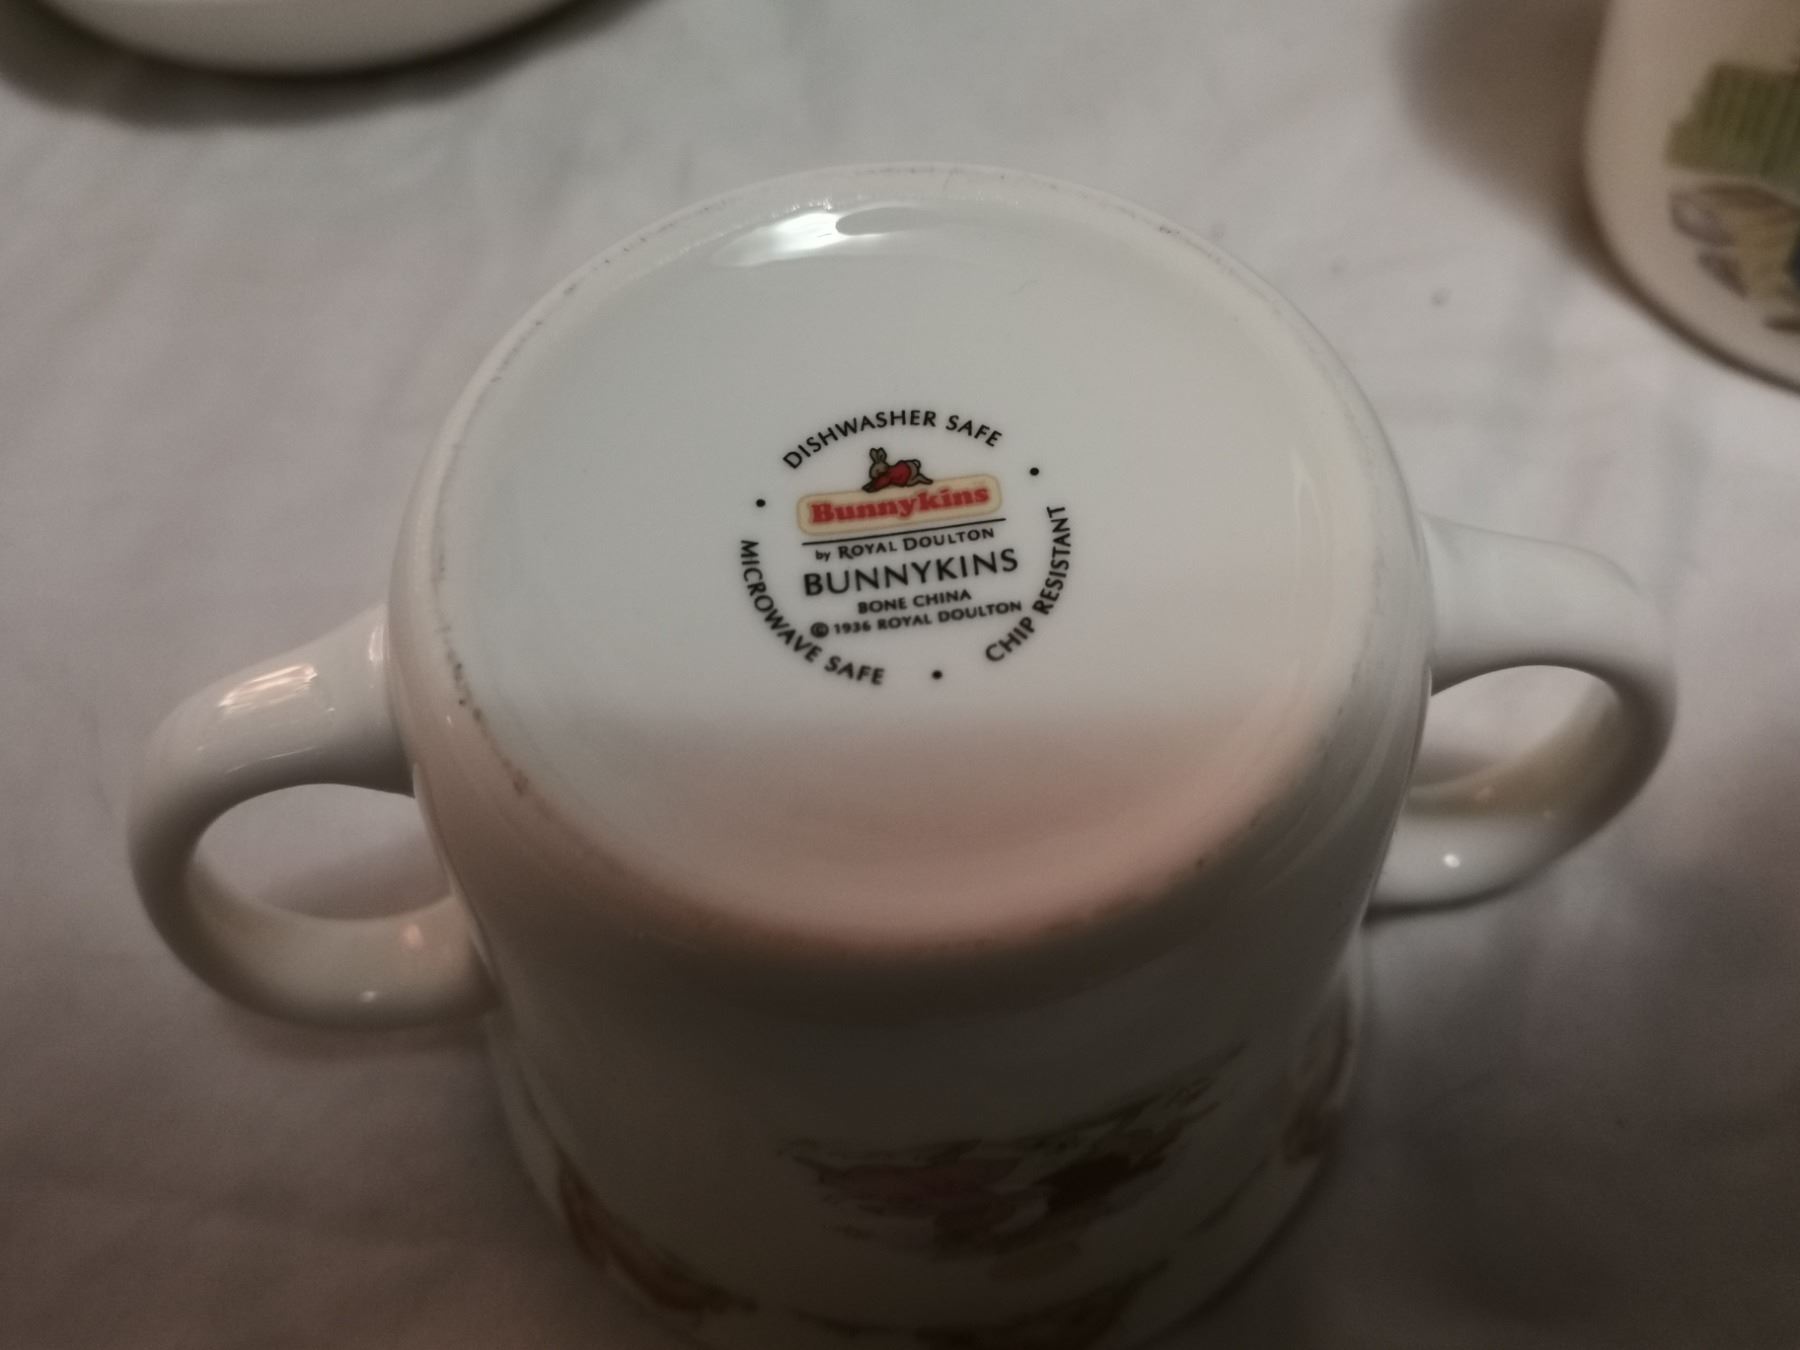 DISHWASHER SAFE
Bunnykins
by ROYAL DOULTON
BUNNYKINS
BONE CHINA
© 1936 ROYAL DOULTON
MICROWAVE SAFE
CHIP RESISTANT